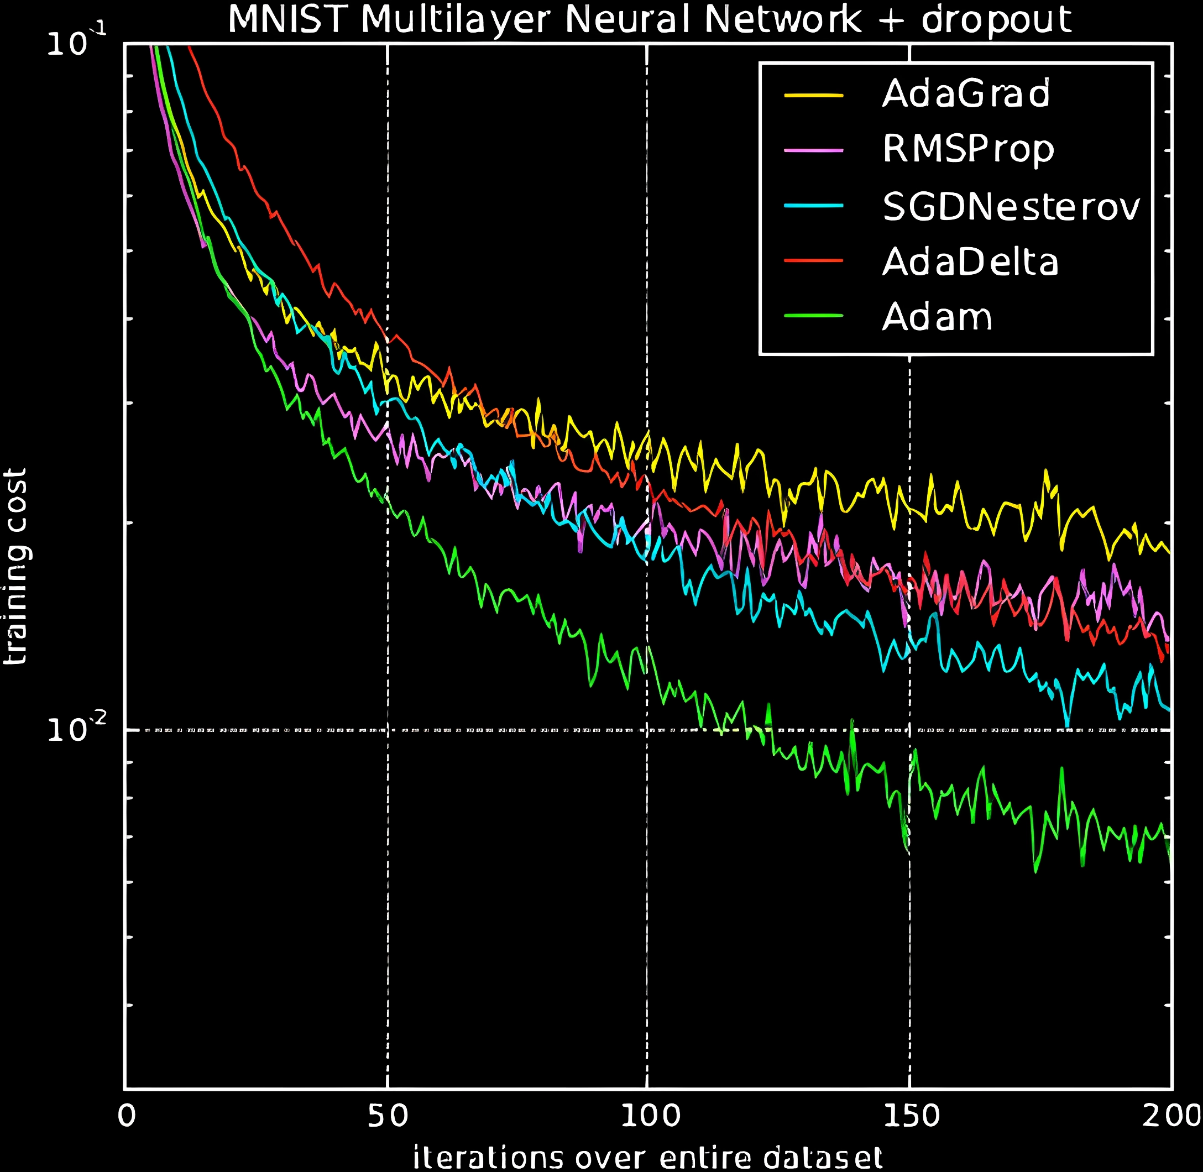 MNIST Multilayer Neural Network + dropout
10⁻¹
AdaGrad
RMSProp
SGDNesterov
AdaDelta
Adam
training cost
10⁻²
0 50 100 150 200
iterations over entire dataset